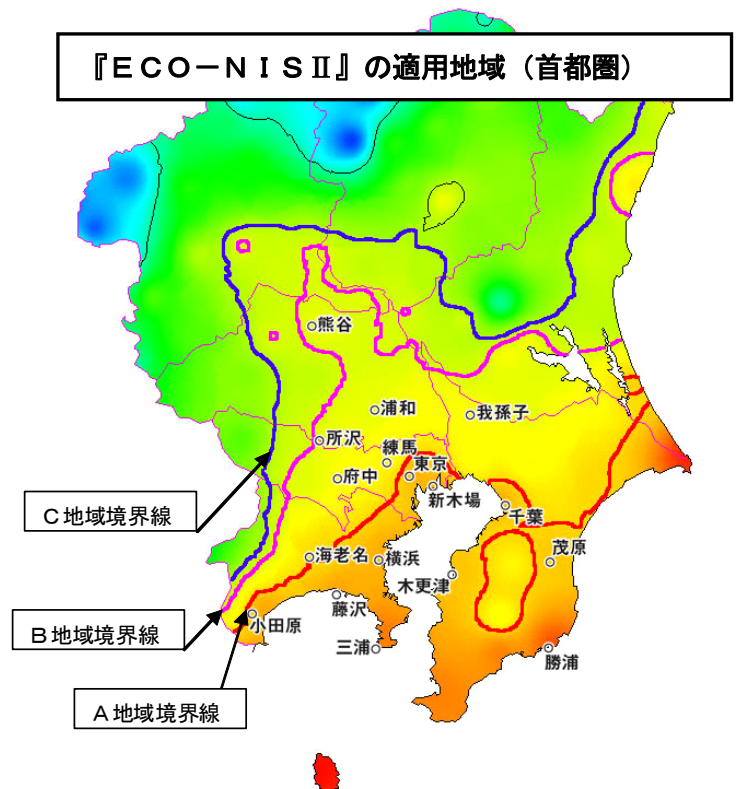 『ＥＣＯ－ＮＩＳⅡ』の適用地域（首都圏）
熊谷
浦和
我孫子
所沢
練馬
東京
府中
新木場
千葉
Ｃ地域境界線
海老名
横浜
茂原
木更津
藤沢
小田原
Ｂ地域境界線
三浦
勝浦
Ａ地域境界線